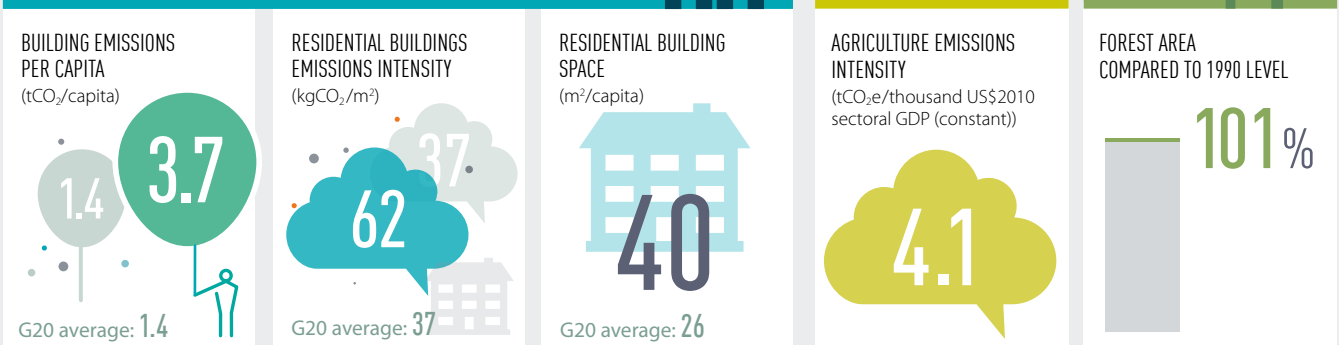 BUILDING EMISSIONS
PER CAPITA
(tCO₂/capita)
1.4
3.7
G20 average: 1.4
RESIDENTIAL BUILDINGS
EMISSIONS INTENSITY
(kgCO₂/m²)
37
62
G20 average: 37
RESIDENTIAL BUILDING
SPACE
(m²/capita)
40
G20 average: 26
AGRICULTURE EMISSIONS
INTENSITY
(tCO₂e/thousand US$2010
sectoral GDP (constant))
4.1
FOREST AREA
COMPARED TO 1990 LEVEL
101%